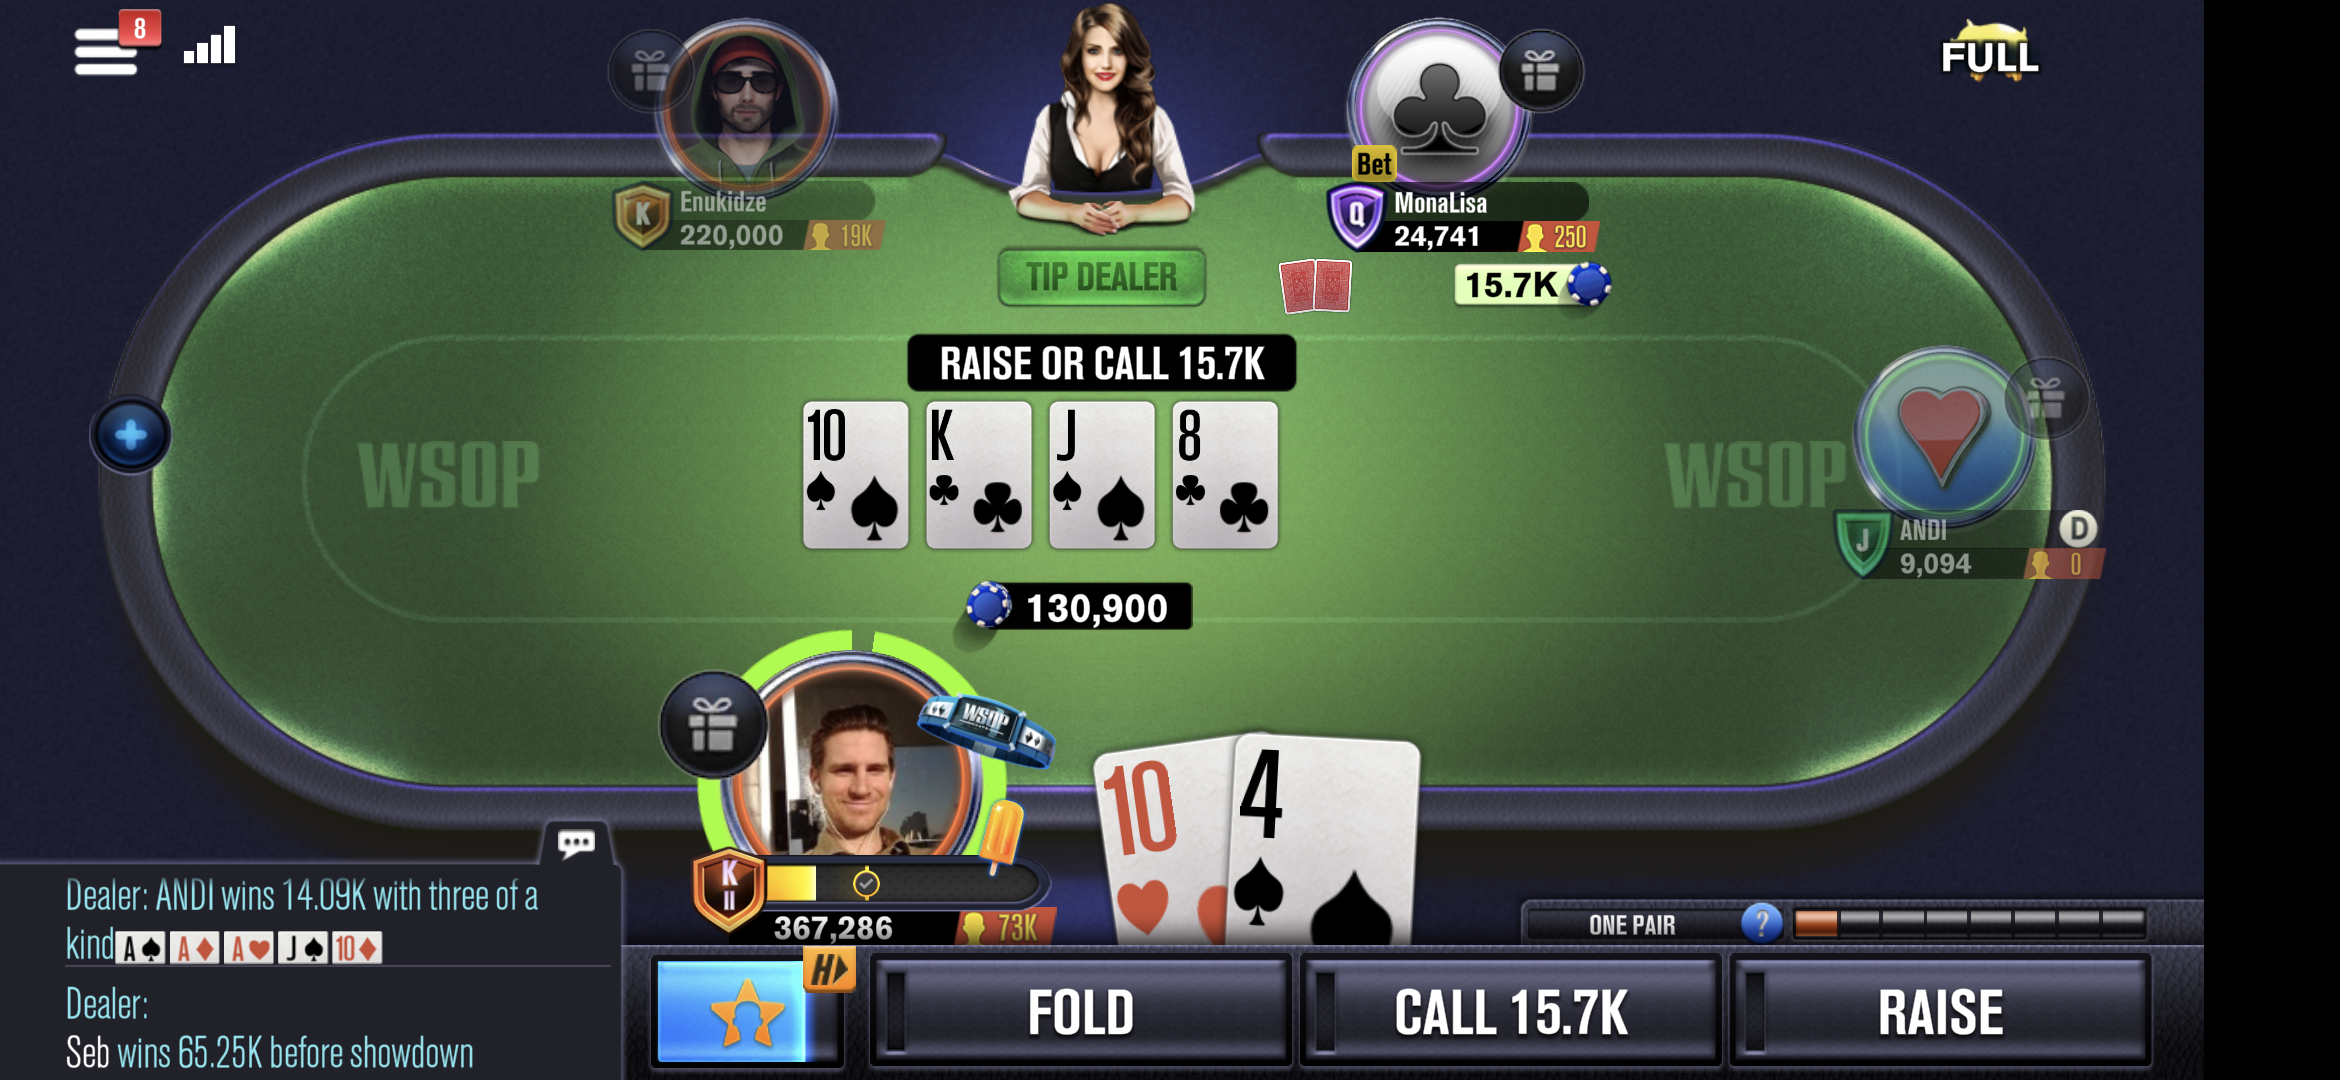 8
FULL
Bet
K
Enukidze
220,000
19K
Q
MonaLisa
24,741
250
TIP DEALER
15.7K
RAISE OR CALL 15.7K
10
K
J
8
WSOP
WSOP
J
ANDI
D
9,094
0
130,900
WSOP
10
4
K
II
367,286
73K
ONE PAIR
?
Dealer: ANDI wins 14.09K with three of a
kind A♠ A♦ A♥ J♠ 10♦
Dealer:
Seb wins 65.25K before showdown
H
FOLD
CALL 15.7K
RAISE